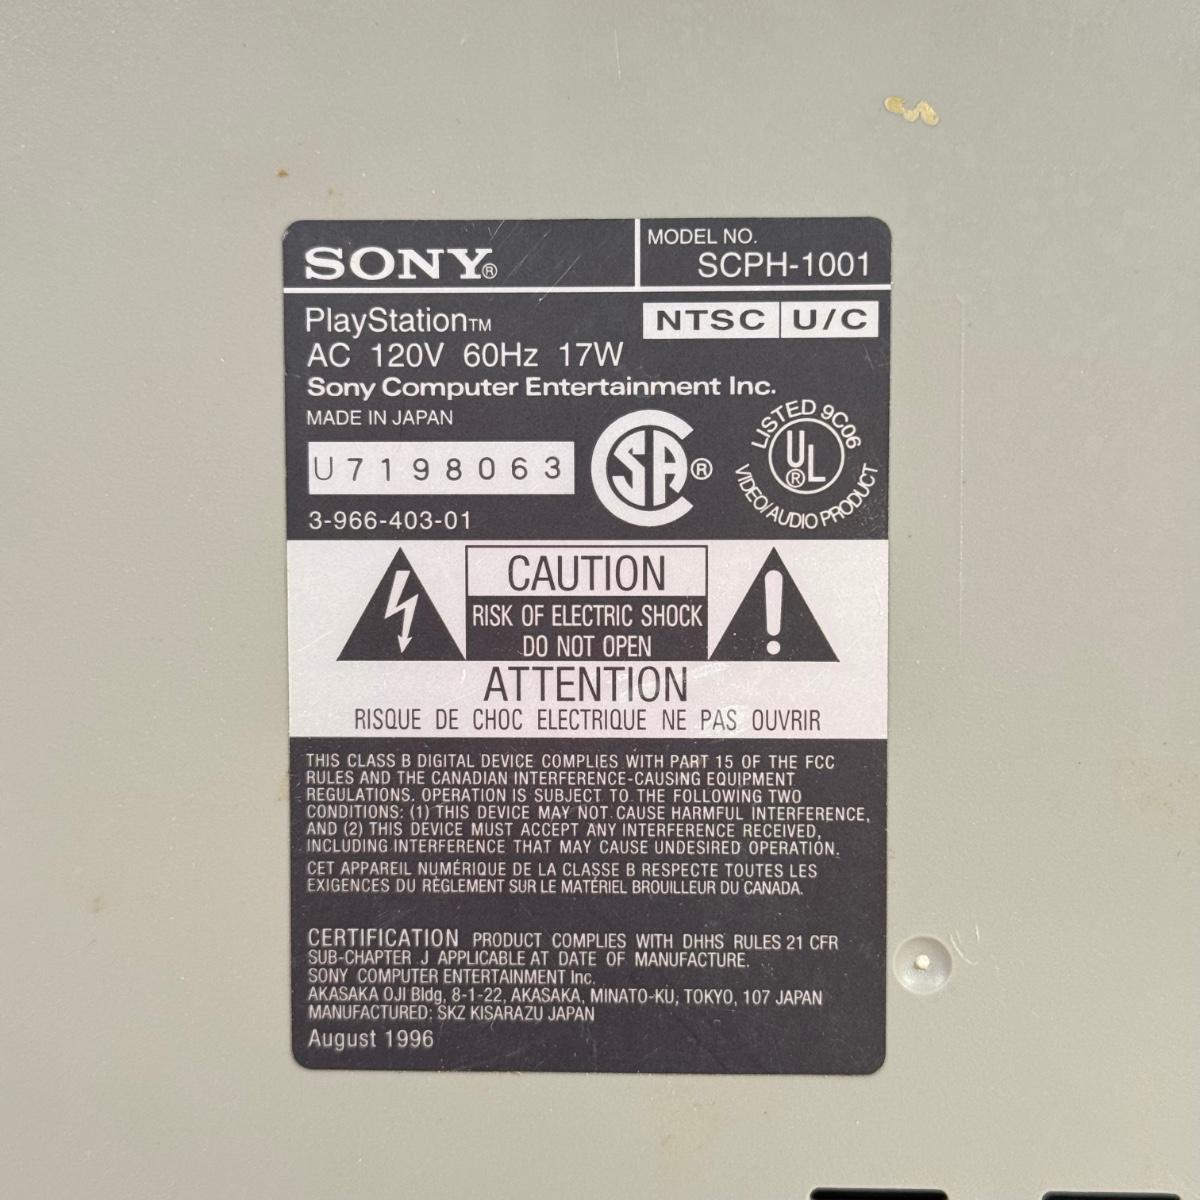 SONY®
MODEL NO.
SCPH-1001
PlayStation™
NTSC U/C
AC 120V 60Hz 17W
Sony Computer Entertainment Inc.
MADE IN JAPAN
U7198063
3-966-403-01
SA ®
LISTED 9C06
UL ®
VIDEO/AUDIO PRODUCT
CAUTION
RISK OF ELECTRIC SHOCK
DO NOT OPEN
ATTENTION
RISQUE DE CHOC ELECTRIQUE NE PAS OUVRIR
THIS CLASS B DIGITAL DEVICE COMPLIES WITH PART 15 OF THE FCC
RULES AND THE CANADIAN INTERFERENCE-CAUSING EQUIPMENT
REGULATIONS. OPERATION IS SUBJECT TO THE FOLLOWING TWO
CONDITIONS: (1) THIS DEVICE MAY NOT CAUSE HARMFUL INTERFERENCE,
AND (2) THIS DEVICE MUST ACCEPT ANY INTERFERENCE RECEIVED,
INCLUDING INTERFERENCE THAT MAY CAUSE UNDESIRED OPERATION.
CET APPAREIL NUMÉRIQUE DE LA CLASSE B RESPECTE TOUTES LES
EXIGENCES DU RÈGLEMENT SUR LE MATÉRIEL BROUILLEUR DU CANADA.
CERTIFICATION PRODUCT COMPLIES WITH DHHS RULES 21 CFR
SUB-CHAPTER J APPLICABLE AT DATE OF MANUFACTURE.
SONY COMPUTER ENTERTAINMENT Inc.
AKASAKA OJI Bldg, 8-1-22, AKASAKA, MINATO-KU, TOKYO, 107 JAPAN
MANUFACTURED: SKZ KISARAZU JAPAN
August 1996